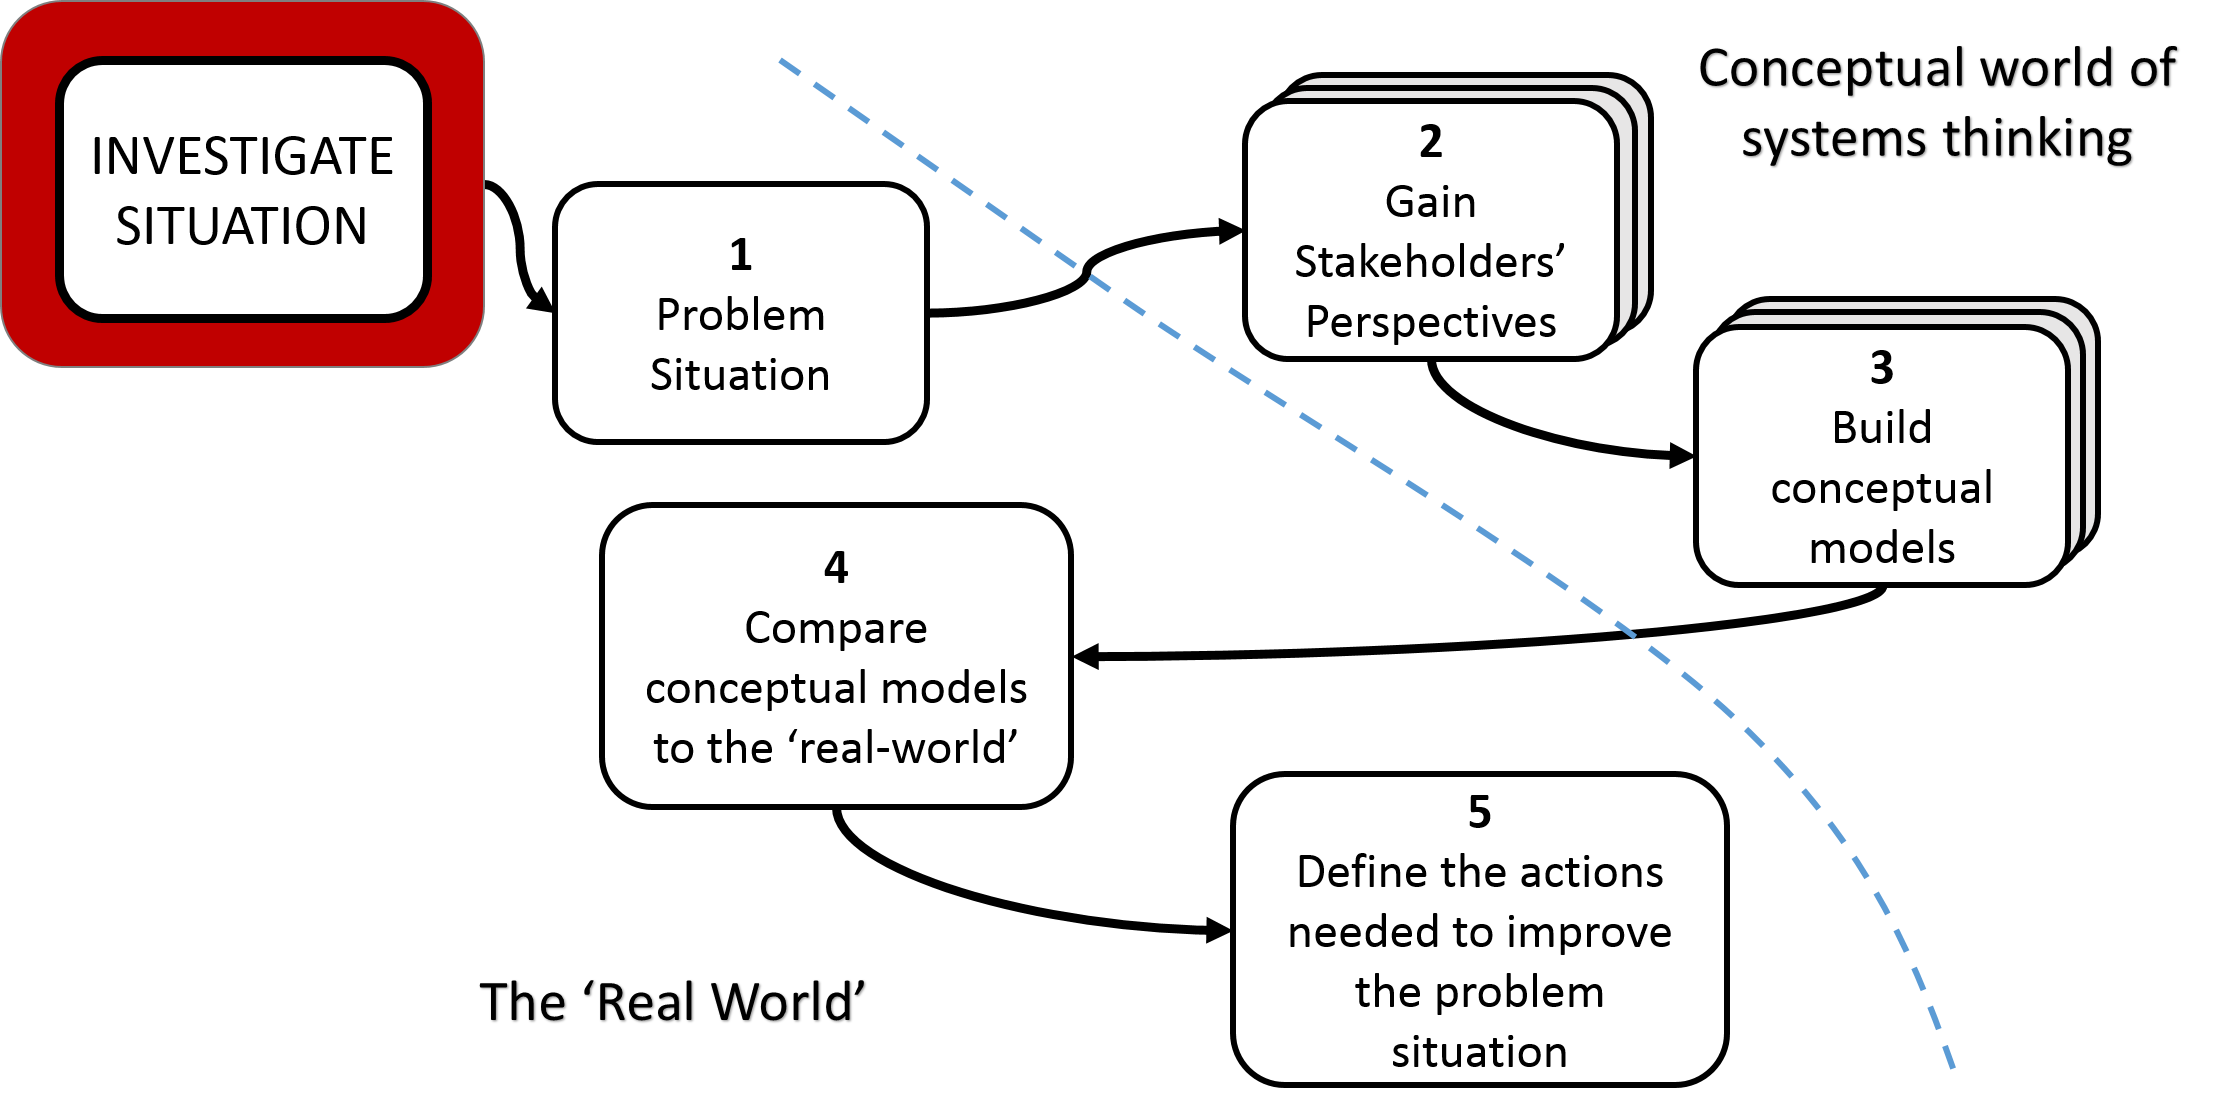 INVESTIGATE
SITUATION
1
Problem
Situation
2
Gain
Stakeholders’
Perspectives
Conceptual world of
systems thinking
3
Build
conceptual
models
4
Compare
conceptual models
to the ‘real-world’
5
Define the actions
needed to improve
the problem
situation
The ‘Real World’